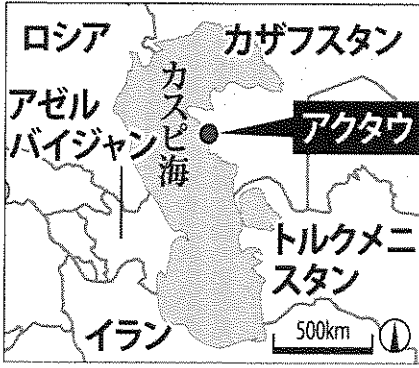 ロシア
カザフスタン
カスピ海
アゼル
バイジャン
アクタウ
トルクメニ
スタン
イラン
500km